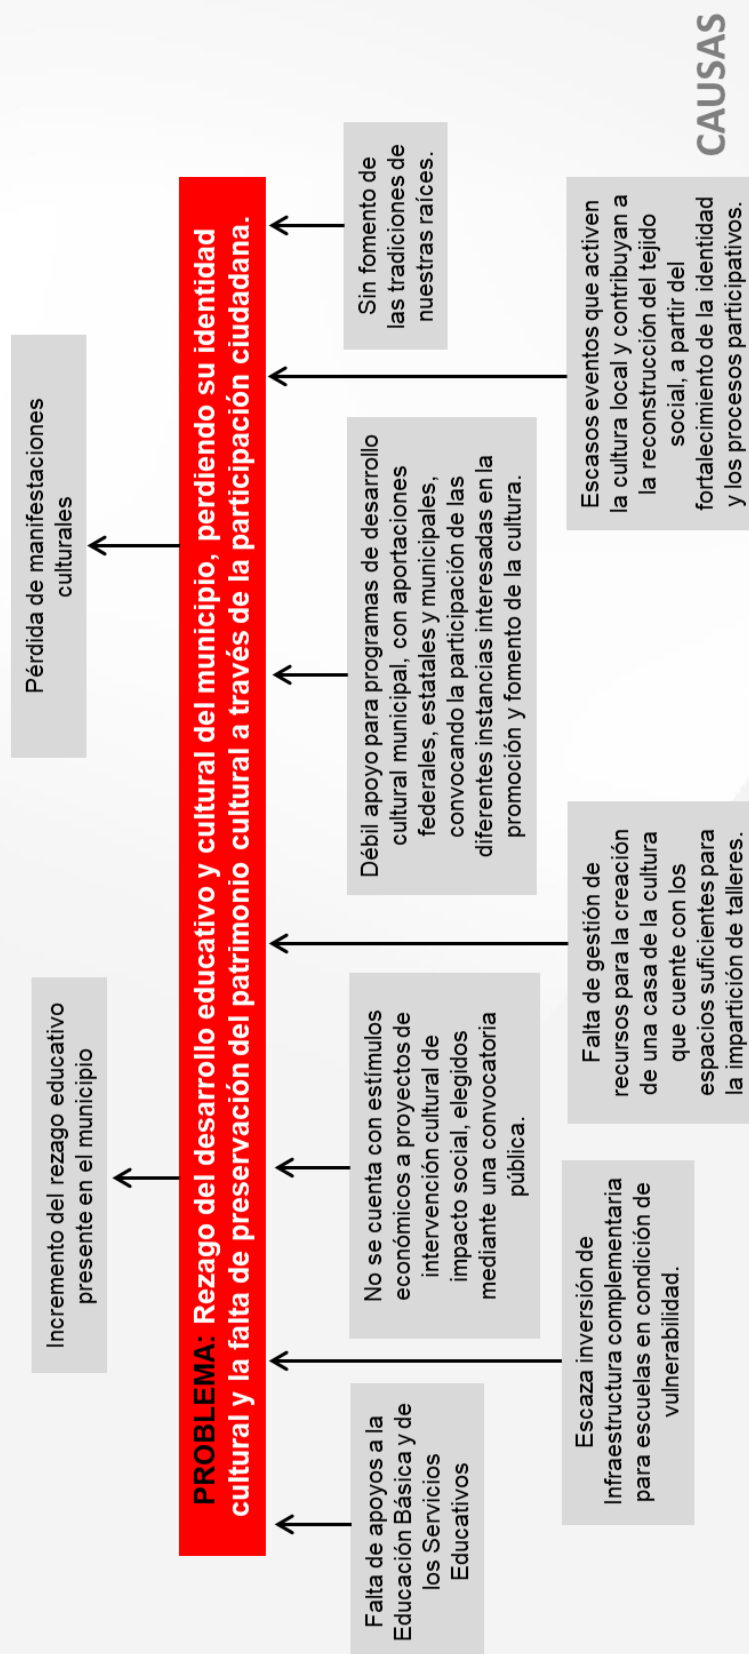 Incremento del rezago educativo
presente en el municipio
Pérdida de manifestaciones
culturales
PROBLEMA: Rezago del desarrollo educativo y cultural del municipio, perdiendo su identidad
cultural y la falta de preservación del patrimonio cultural a través de la participación ciudadana.
Falta de apoyos a la
Educación Básica y de
los Servicios
Educativos
No se cuenta con estímulos
económicos a proyectos de
intervención cultural de
impacto social, elegidos
mediante una convocatoria
pública.
Débil apoyo para programas de desarrollo
cultural municipal, con aportaciones
federales, estatales y municipales,
convocando la participación de las
diferentes instancias interesadas en la
promoción y fomento de la cultura.
Sin fomento de
las tradiciones de
nuestras raíces.
Escaza inversión de
Infraestructura complementaria
para escuelas en condición de
vulnerabilidad.
Falta de gestión de
recursos para la creación
de una casa de la cultura
que cuente con los
espacios suficientes para
la impartición de talleres.
Escasos eventos que activen
la cultura local y contribuyan a
la reconstrucción del tejido
social, a partir del
fortalecimiento de la identidad
y los procesos participativos.
CAUSAS